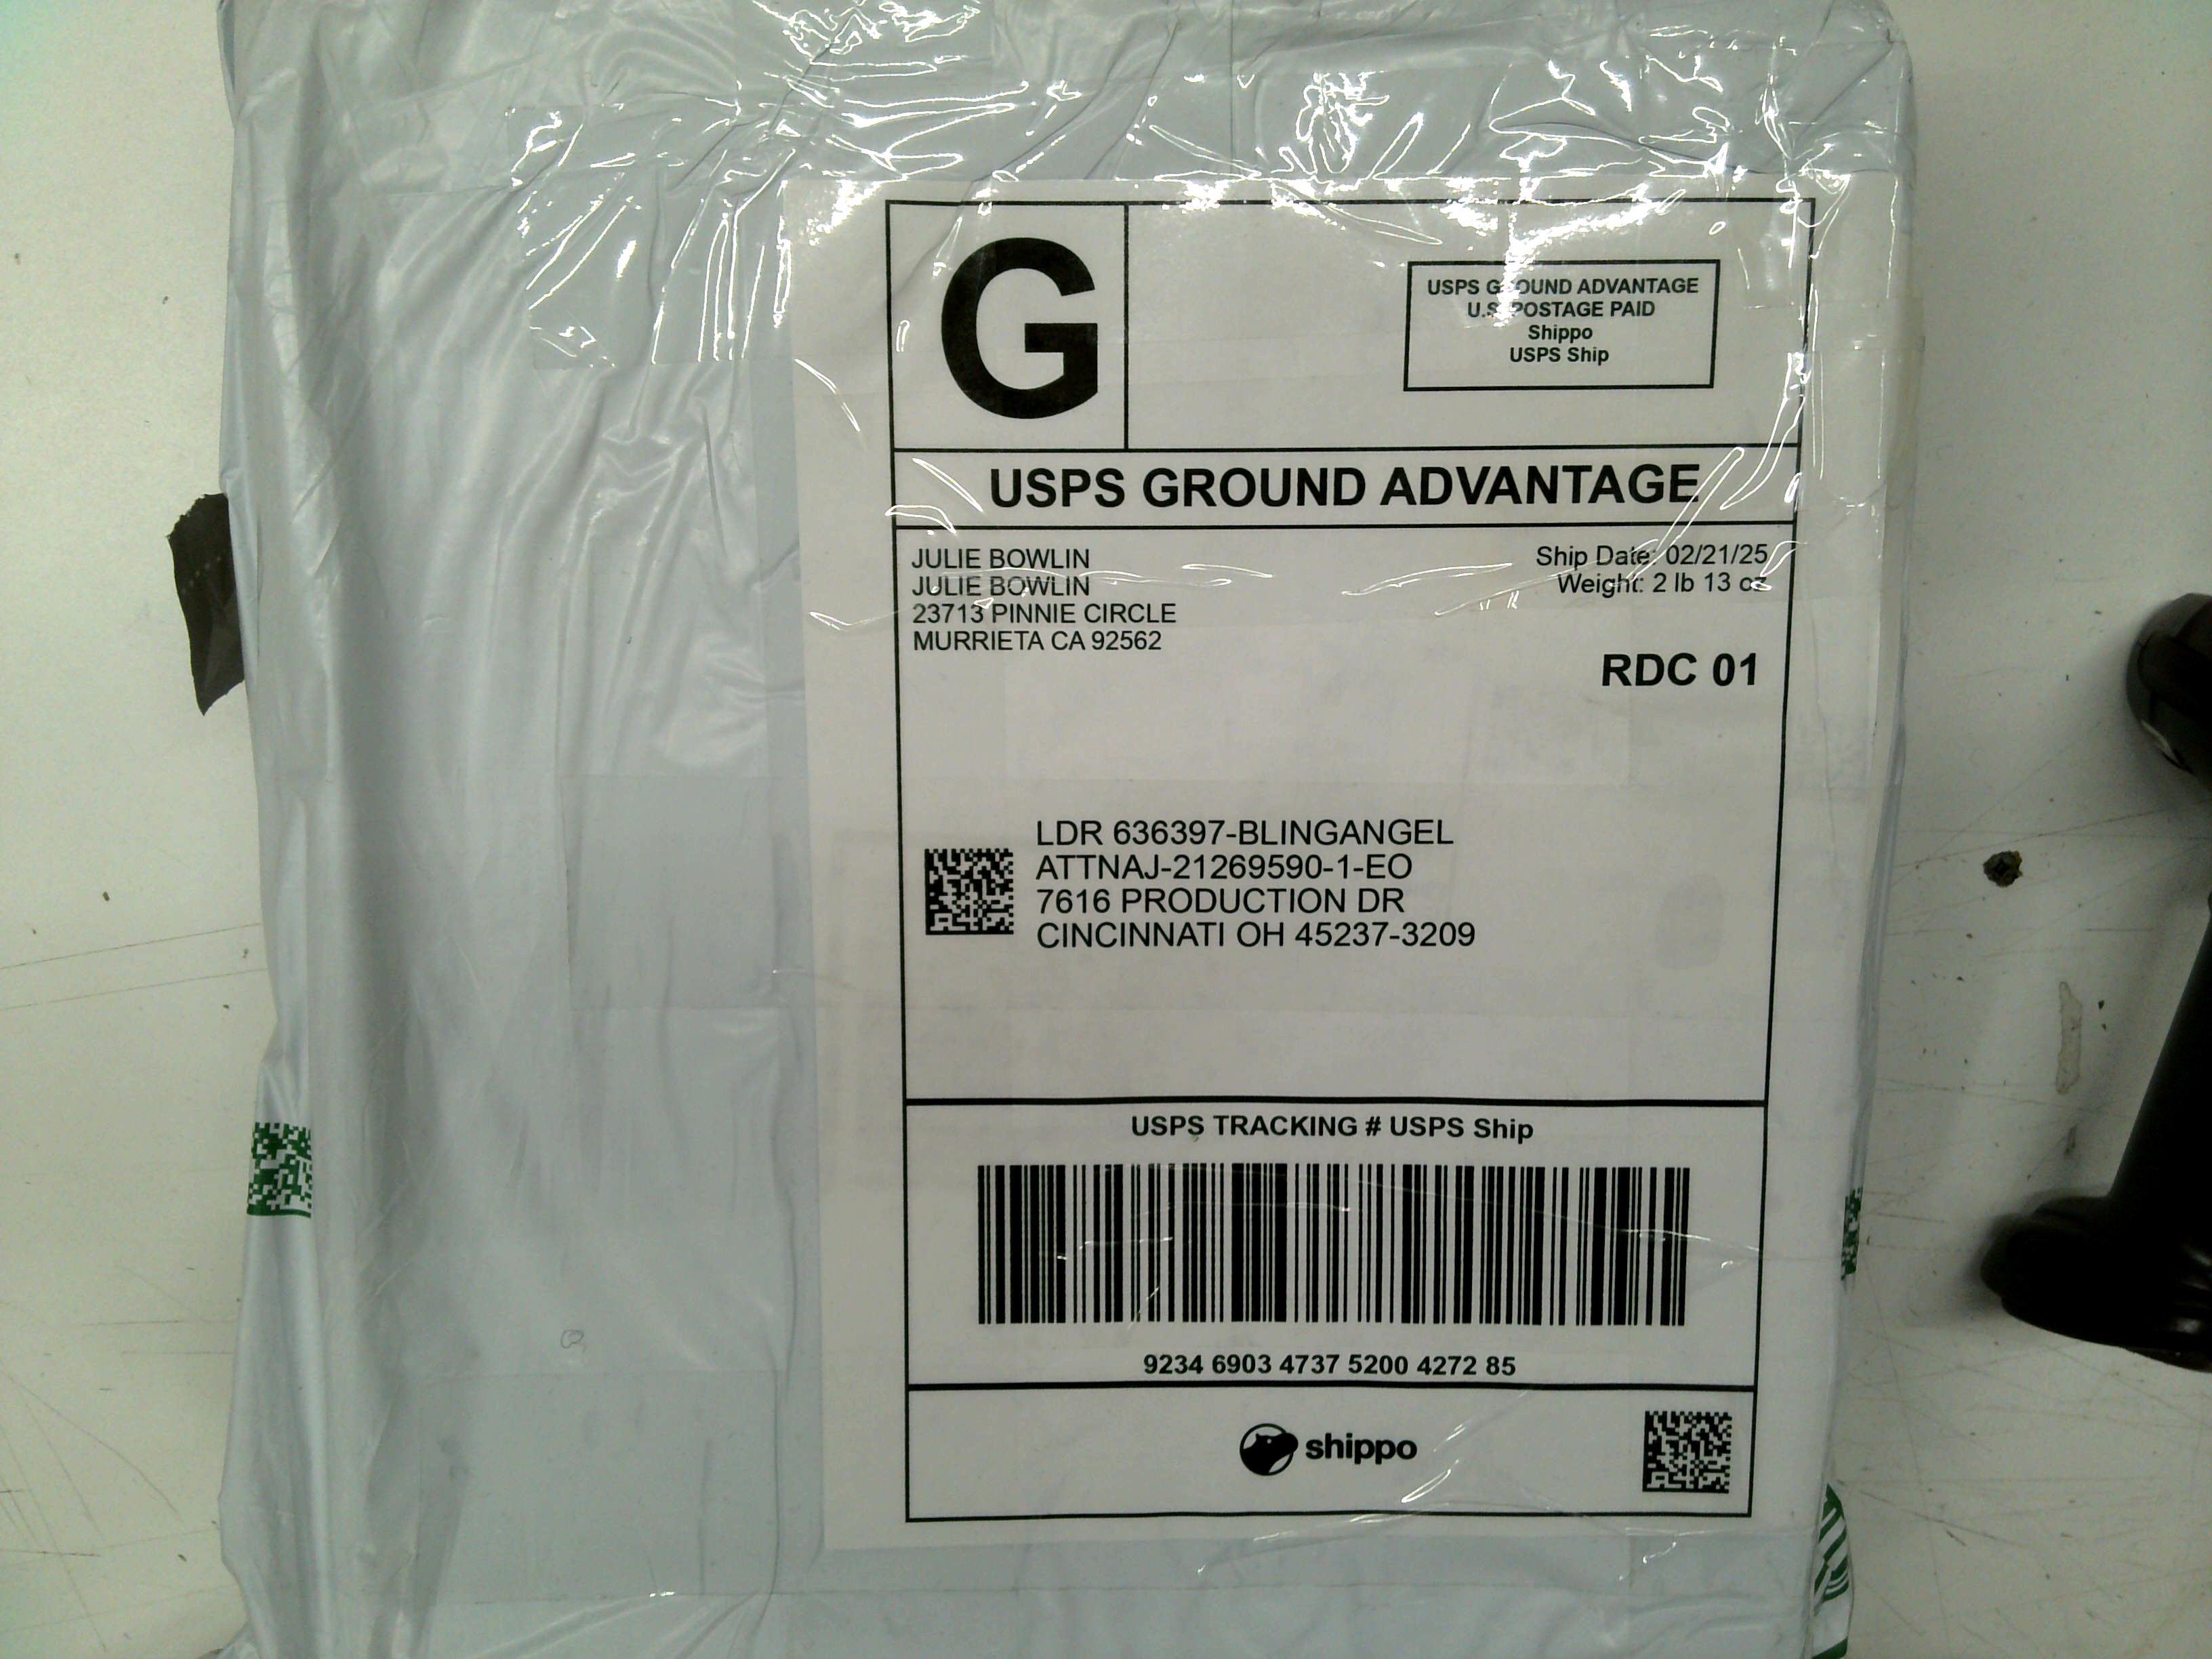 G
USPS GROUND ADVANTAGE
U.S. POSTAGE PAID
Shippo
USPS Ship
USPS GROUND ADVANTAGE
JULIE BOWLIN
JULIE BOWLIN
23713 PINNIE CIRCLE
MURRIETA CA 92562
Ship Date: 02/21/25
Weight: 2 lb 13 oz
RDC 01
LDR 636397-BLINGANGEL
ATTNAJ-21269590-1-EO
7616 PRODUCTION DR
CINCINNATI OH 45237-3209
USPS TRACKING # USPS Ship
9234 6903 4737 5200 4272 85
shippo